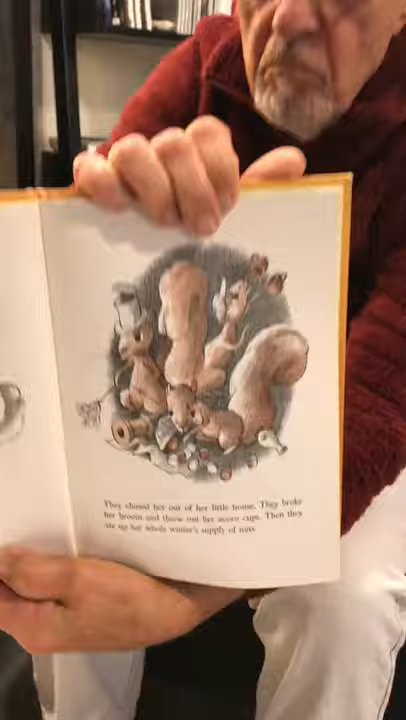 They chased her out of her little house. They broke
her broom and threw out her acorn cups. Then they
ate up her whole winter's supply of nuts.